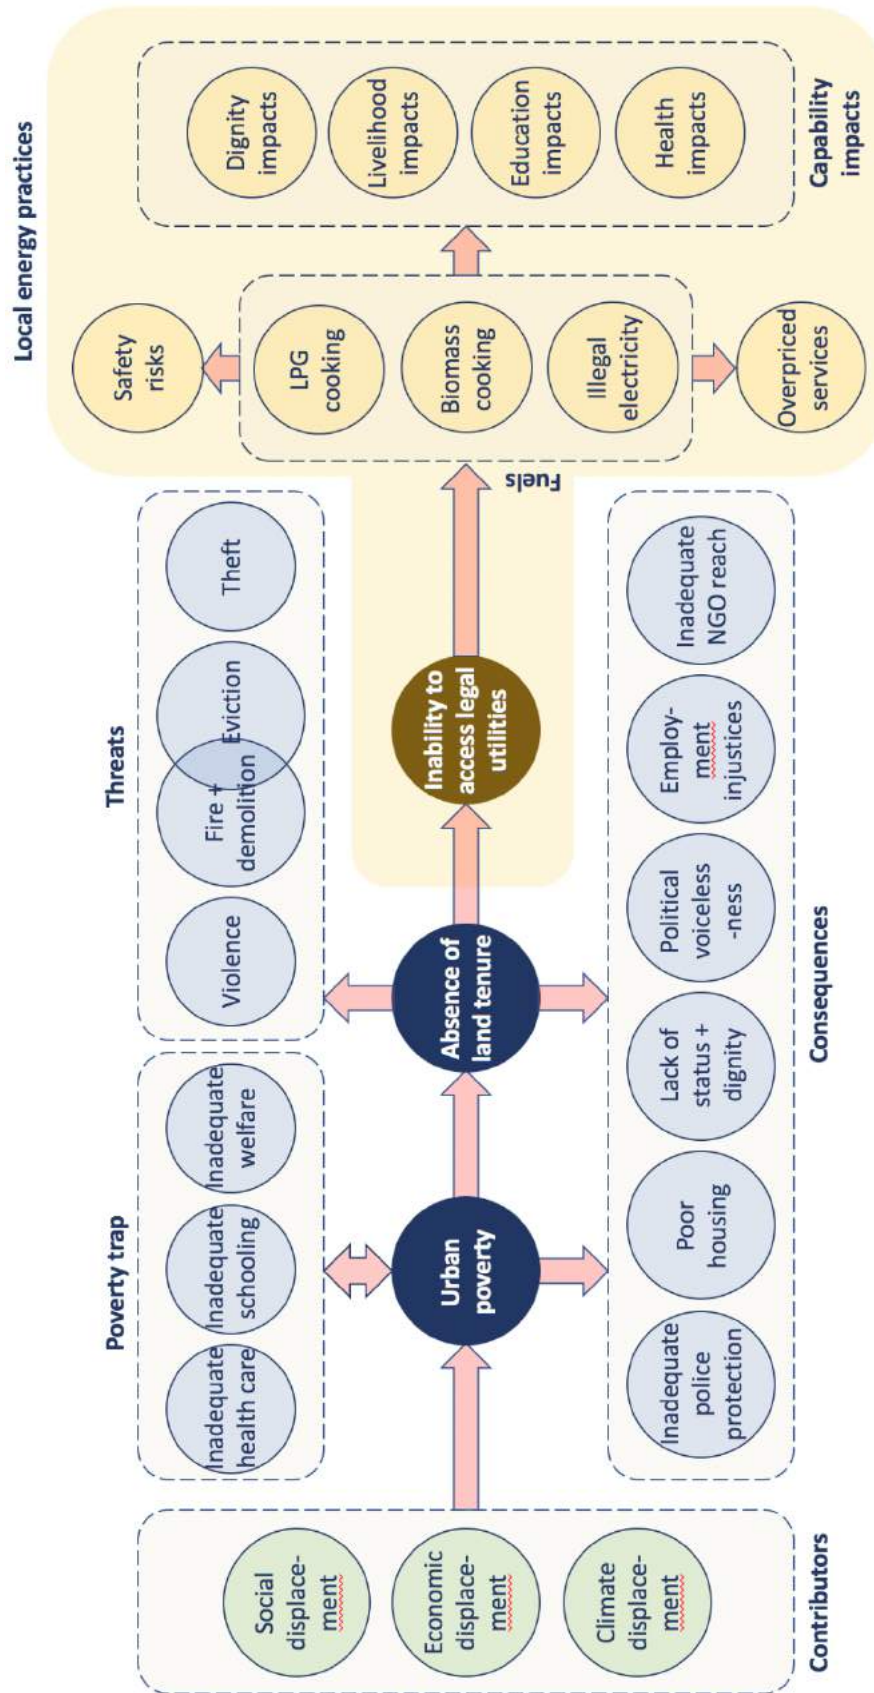 Local energy practices
Poverty trap
Threats
Inadequate
health care
Inadequate
schooling
Inadequate
welfare
Violence
Fire +
demolition
Eviction
Theft
Safety
risks
Social
displace-
ment
Economic
displace-
ment
Climate
displace-
ment
Contributors
Urban
poverty
Absence of
land tenure
Inability to
access legal
utilities
Fuels
LPG
cooking
Biomass
cooking
Illegal
electricity
Overpriced
services
Dignity
impacts
Livelihood
impacts
Education
impacts
Health
impacts
Capability
impacts
Inadequate
police
protection
Poor
housing
Lack of
status +
dignity
Political
voiceless
-ness
Employ-
ment
injustices
Inadequate
NGO reach
Consequences